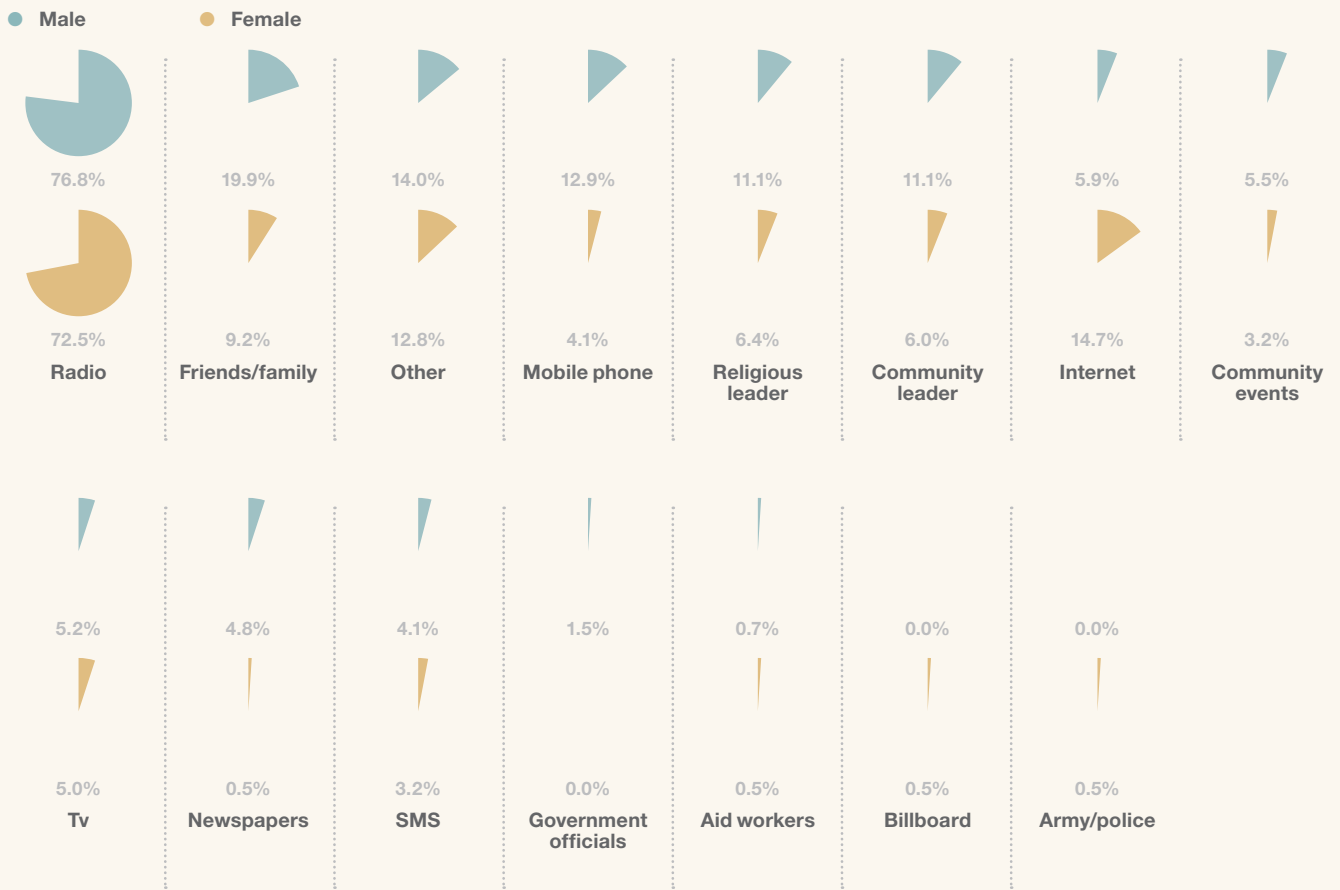 Male Female
76.8% 19.9% 14.0% 12.9% 11.1% 11.1% 5.9% 5.5%
72.5% 9.2% 12.8% 4.1% 6.4% 6.0% 14.7% 3.2%
Radio Friends/family Other Mobile phone Religious Community Internet Community
leader leader events
5.2% 4.8% 4.1% 1.5% 0.7% 0.0% 0.0%
5.0% 0.5% 3.2% 0.0% 0.5% 0.5% 0.5%
Tv Newspapers SMS Government Aid workers Billboard Army/police
officials